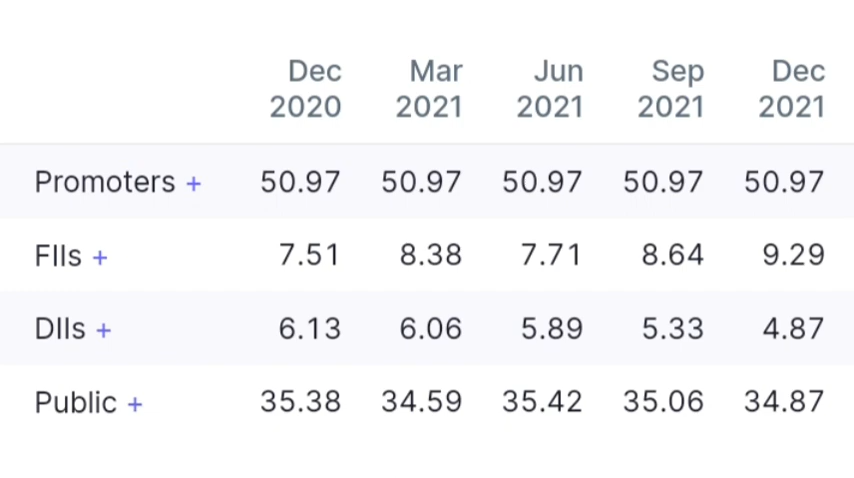 Dec Mar Jun Sep Dec
2020 2021 2021 2021 2021
Promoters + 50.97 50.97 50.97 50.97 50.97
FIIs + 7.51 8.38 7.71 8.64 9.29
DIIs + 6.13 6.06 5.89 5.33 4.87
Public + 35.38 34.59 35.42 35.06 34.87